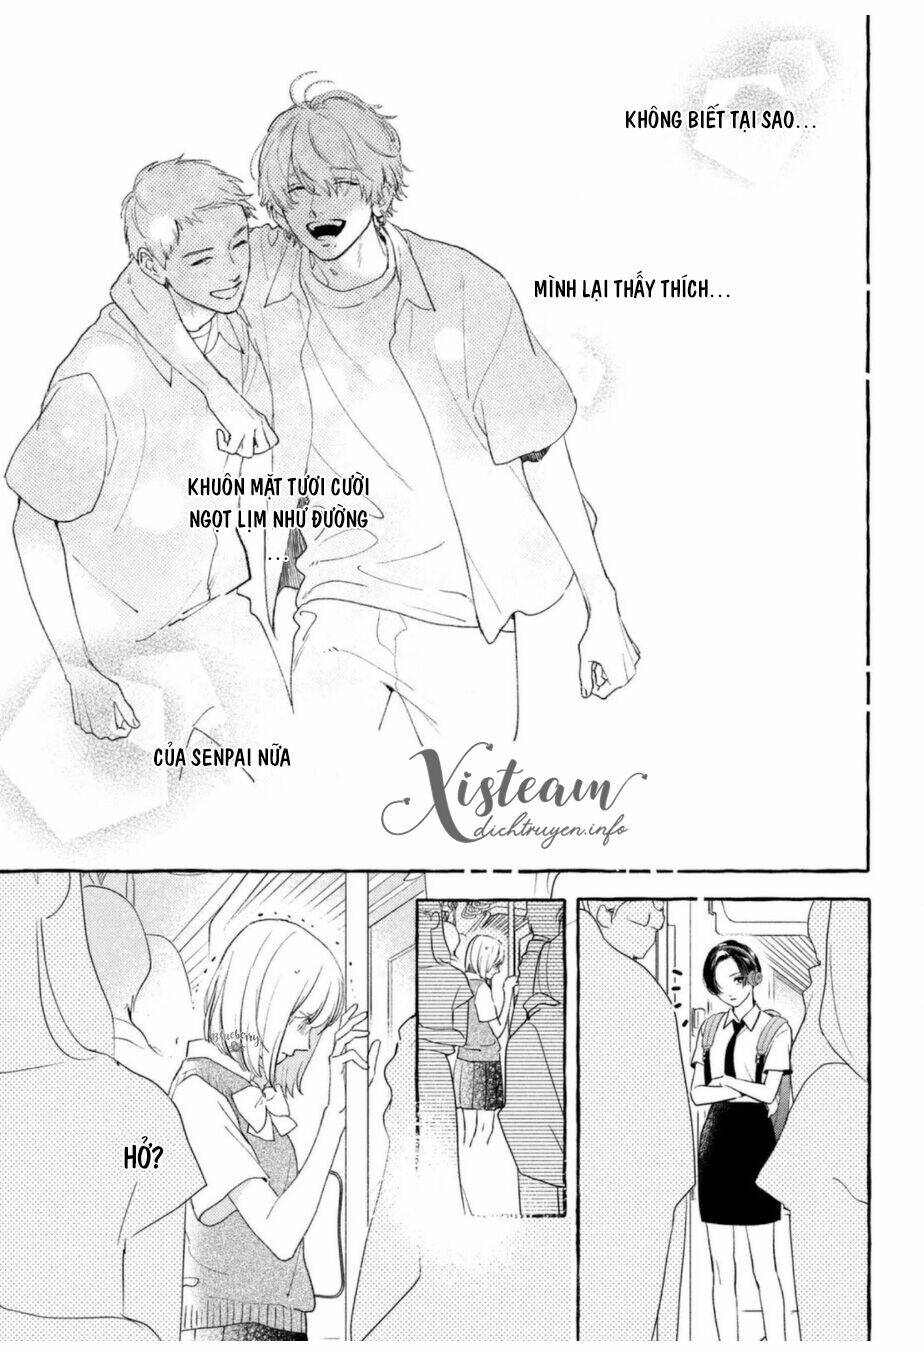 KHÔNG BIẾT TẠI SAO...
MÌNH LẠI THẤY THÍCH...
KHUÔN MẶT TƯƠI CƯỜI
NGỌT LỊM NHƯ ĐƯỜNG
...
CỦA SENPAI NỮA
Xisteam
dichtruyen.info
blueberry
HỞ?